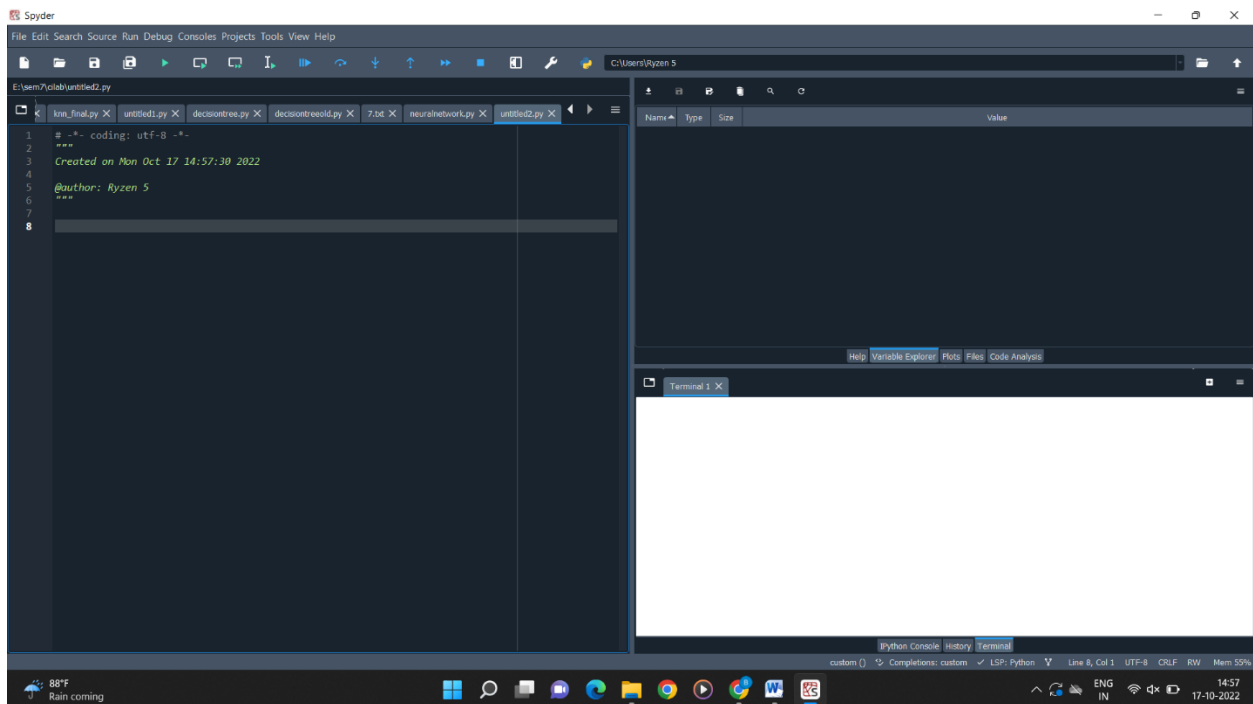 Spyder
File Edit Search Source Run Debug Consoles Projects Tools View Help
C:\Users\Ryzen 5
E:\sem7\olab\untitled2.py
knn_final.py untitled1.py decisiontree.py decisiontreeold.py 7.txt neuralnetwork.py untitled2.py
1 # -*- coding: utf-8 -*-
2 """
3 Created on Mon Oct 17 14:57:30 2022
4
5 @author: Ryzen 5
6 """
7
8
Name Type Size Value
Help Variable Explorer Plots Files Code Analysis
Terminal 1
IPython Console History Terminal
custom () Completions: custom LSP: Python Line 8, Col 1 UTF-8 CRLF RW Mem 55%
88°F
Rain coming
ENG
IN
14:57
17-10-2022